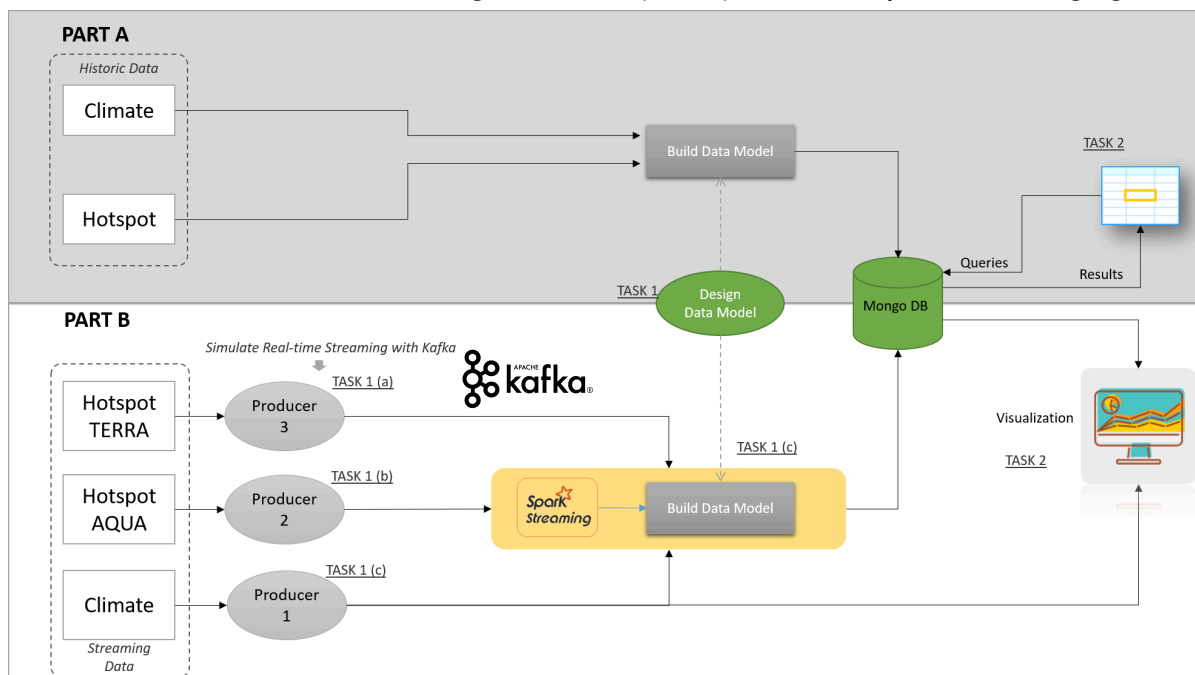 PART A
Historic Data
Climate
Hotspot
Build Data Model
TASK 2
Queries
Results
Mongo DB
TASK 1
Design
Data Model
PART B
Simulate Real-time Streaming with Kafka
APACHE
kafka®
Hotspot
TERRA
Producer
3
TASK 1 (a)
Hotspot
AQUA
Producer
2
TASK 1 (b)
Spark
Streaming
Build Data Model
TASK 1 (c)
Visualization
TASK 2
Climate
Producer
1
TASK 1 (c)
Streaming
Data